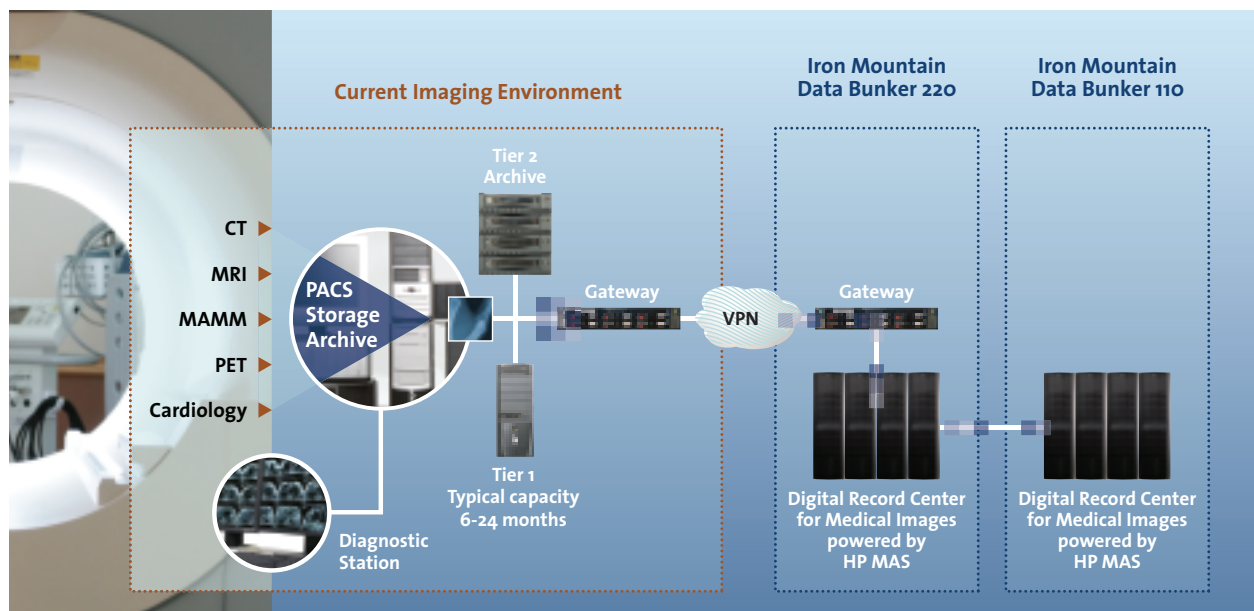 Current Imaging Environment
Iron Mountain
Data Bunker 220
Iron Mountain
Data Bunker 110
Tier 2
Archive
CT
MRI
MAMM
PET
Cardiology
PACS
Storage
Archive
Gateway
VPN
Gateway
Tier 1
Typical capacity
6-24 months
Diagnostic
Station
Digital Record Center
for Medical Images
powered by
HP MAS
Digital Record Center
for Medical Images
powered by
HP MAS